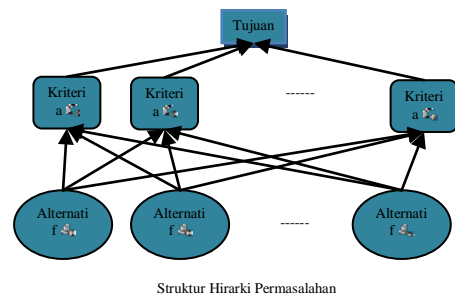 Tujuan
Kriteri
a
Kriteri
a
------
Kriteri
a
Alternati
f
Alternati
f
------
Alternati
f
Struktur Hirarki Permasalahan